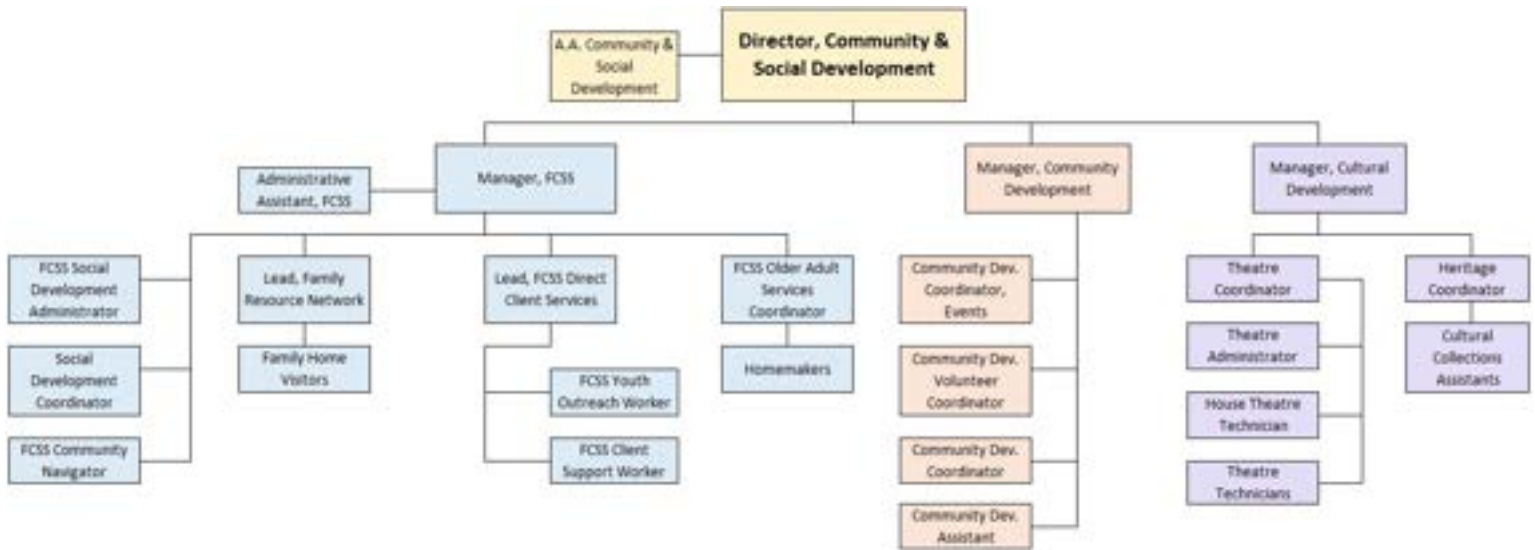 A.A. Community &
Social
Development
Director, Community &
Social Development
Administrative
Assistant, FCSS
Manager, FCSS
Manager, Community
Development
Manager, Cultural
Development
FCSS Social
Development
Administrator
Lead, Family
Resource Network
Lead, FCSS Direct
Client Services
FCSS Older Adult
Services
Coordinator
Community Dev.
Coordinator,
Events
Theatre
Coordinator
Heritage
Coordinator
Social
Development
Coordinator
Family Home
Visitors
FCSS Youth
Outreach Worker
Homemakers
Community Dev.
Volunteer
Coordinator
Theatre
Administrator
Cultural
Collections
Assistants
FCSS Community
Navigator
FCSS Client
Support Worker
Community Dev.
Coordinator
House Theatre
Technician
Community Dev.
Assistant
Theatre
Technicians